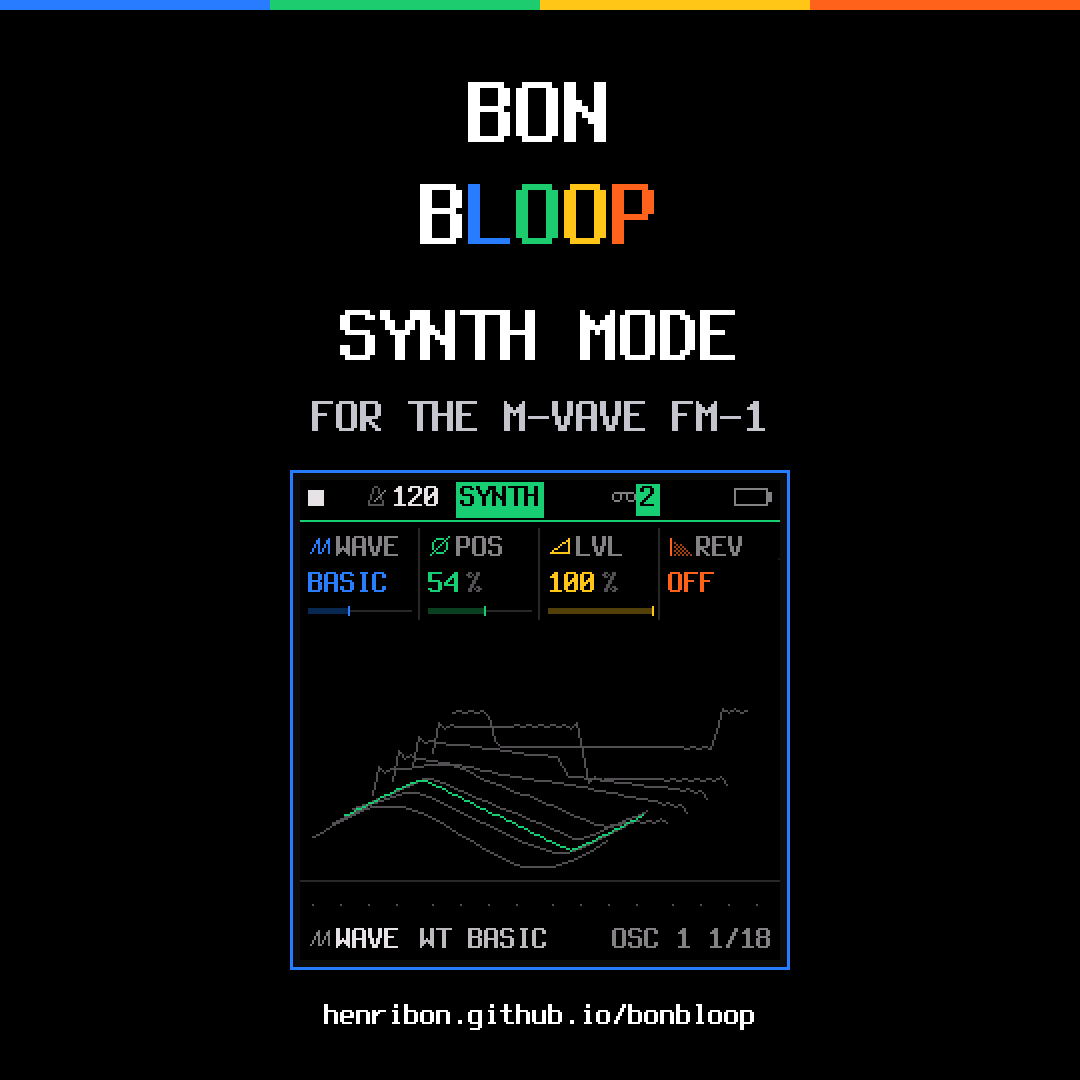 BON
BLOOP
SYNTH MODE
FOR THE M-VAVE FM-1
120 SYNTH 2
WAVE POS LVL REV
BASIC 54 % 100 % OFF
WAVE WT BASIC OSC 1 1/18
henribon.github.io/bonbloop